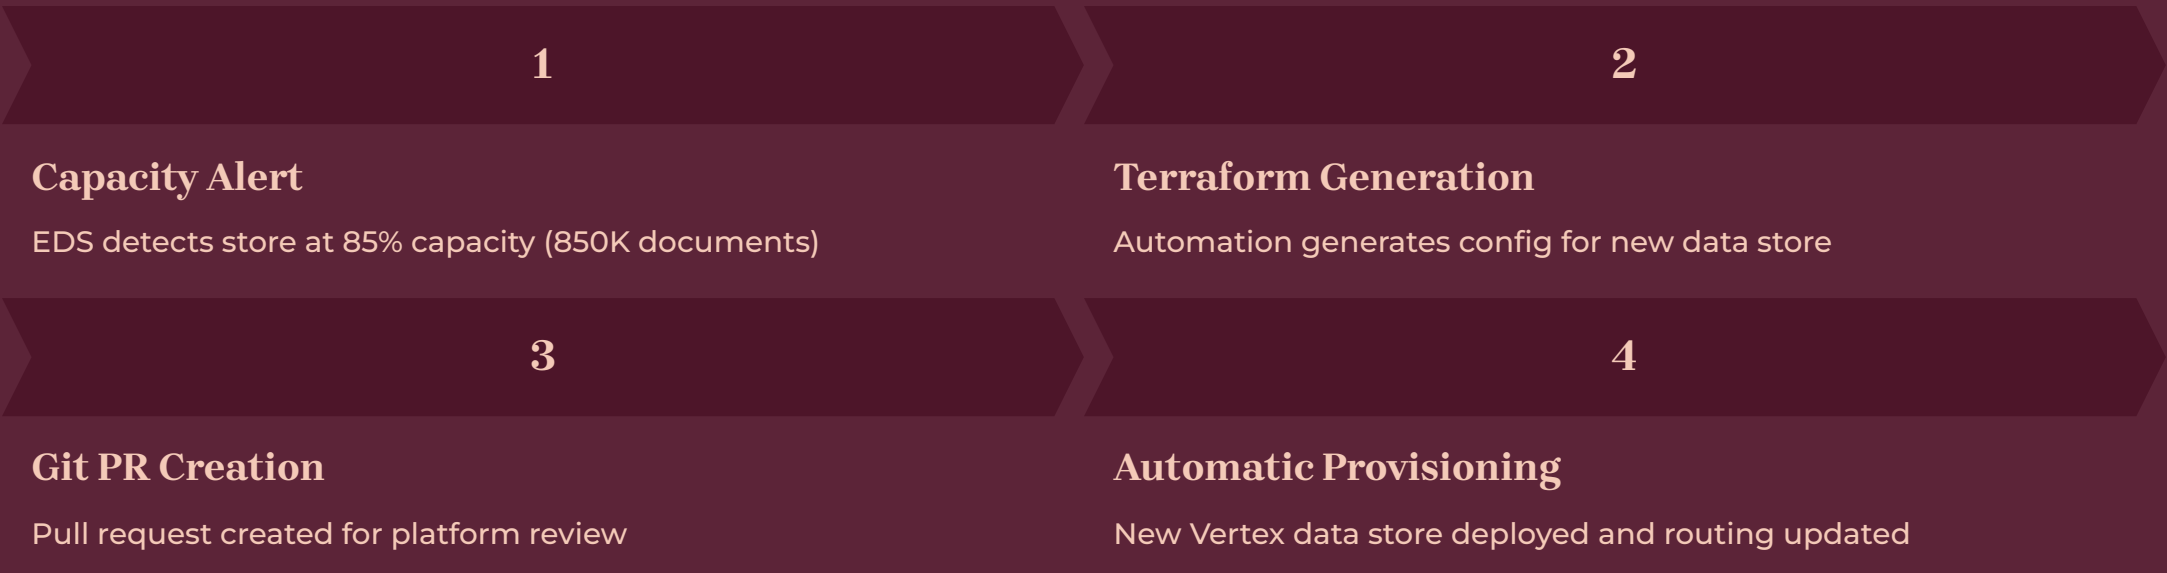 1
Capacity Alert
EDS detects store at 85% capacity (850K documents)
2
Terraform Generation
Automation generates config for new data store
3
Git PR Creation
Pull request created for platform review
4
Automatic Provisioning
New Vertex data store deployed and routing updated